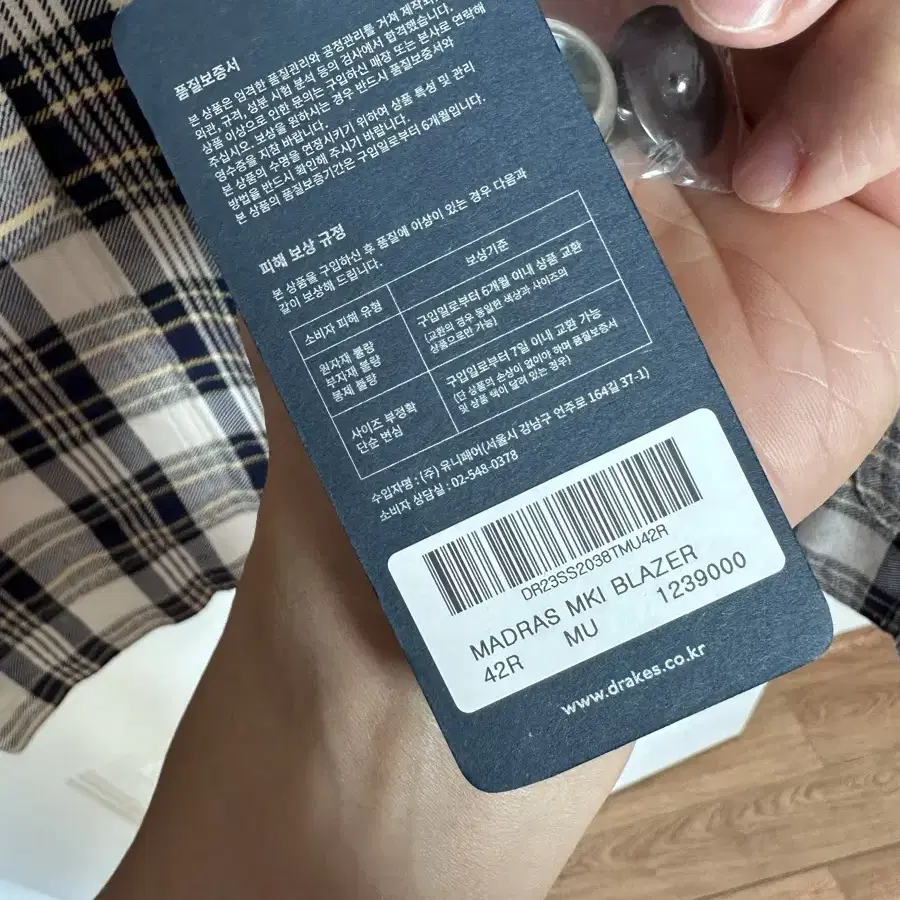 품질보증서
본 상품은 엄격한 품질관리와 공정관리를 거쳐 제작되
외관, 규격, 성분 시험 분석 등의 검사에서 합격했습니다.
상품 이상으로 인한 문의는 구입하신 매장 또는 본사로 연락해
주십시오. 보상을 원하시는 경우 반드시 품질보증서와
영수증을 지참 바랍니다.
본 상품의 수명을 연장시키기 위하여 상품 특성 및 관리
방법을 반드시 확인해 주시기 바랍니다.
본 상품의 품질보증기간은 구입일로부터 6개월입니다.
피해 보상 규정
본 상품을 구입하신 후 품질에 이상이 있는 경우 다음과
같이 보상해 드립니다.
소비자 피해 유형
보상기준
원자재 불량
부자재 불량
봉제 불량
구입일로부터 6개월 이내 상품 교환
(교환의 경우 동일한 색상과 사이즈의
상품으로만 가능)
사이즈 부정확
단순 변심
구입일로부터 7일 이내 교환 가능
(단 상품의 손상이 없어야 하며 품질보증서
및 상품 택이 달려 있는 경우)
수입자명 : (주) 유니페어(서울시 강남구 언주로 164길 37-1)
소비자 상담실 : 02-548-0378
DR23SS2038TMU42R
MADRAS MKI BLAZER
42R MU 1239000
www.drakes.co.kr